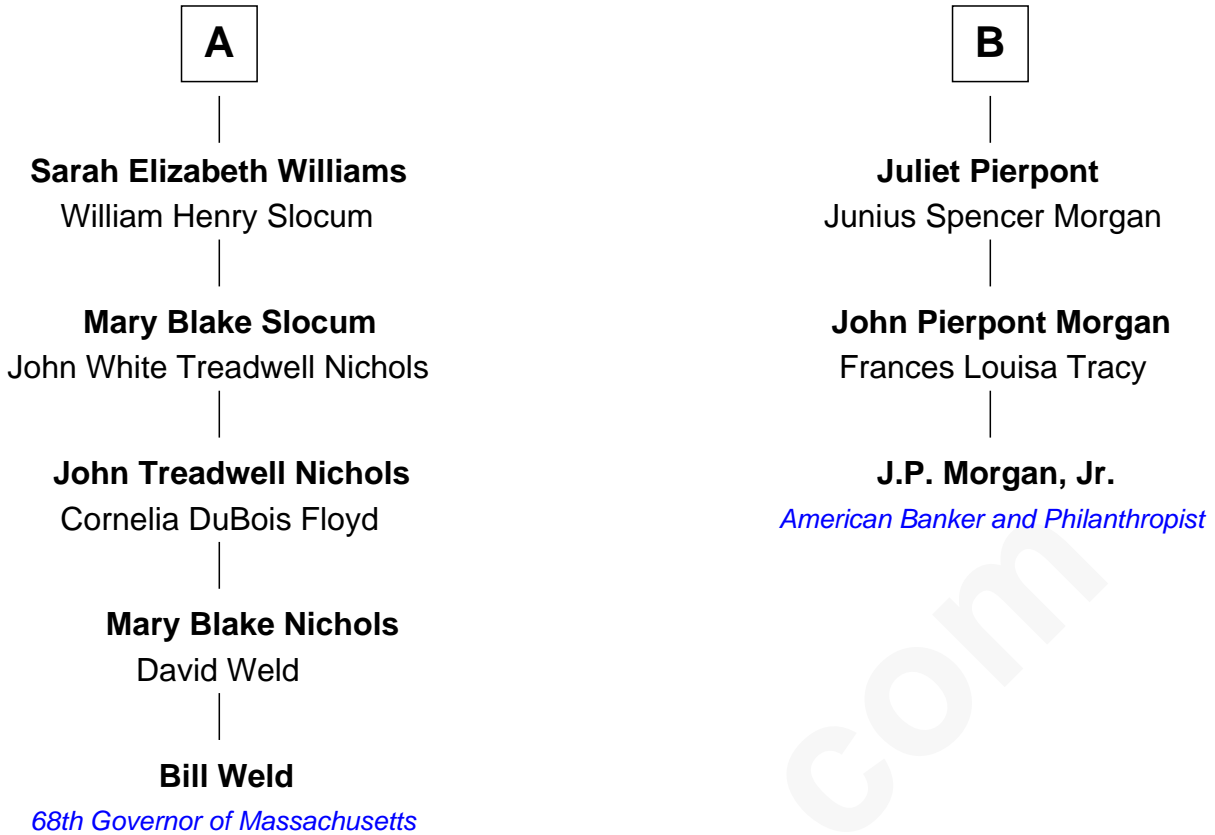 A
Sarah Elizabeth Williams
William Henry Slocum
Mary Blake Slocum
John White Treadwell Nichols
John Treadwell Nichols
Cornelia DuBois Floyd
Mary Blake Nichols
David Weld
Bill Weld
68th Governor of Massachusetts
B
Juliet Pierpont
Junius Spencer Morgan
John Pierpont Morgan
Frances Louisa Tracy
J.P. Morgan, Jr.
American Banker and Philanthropist
com